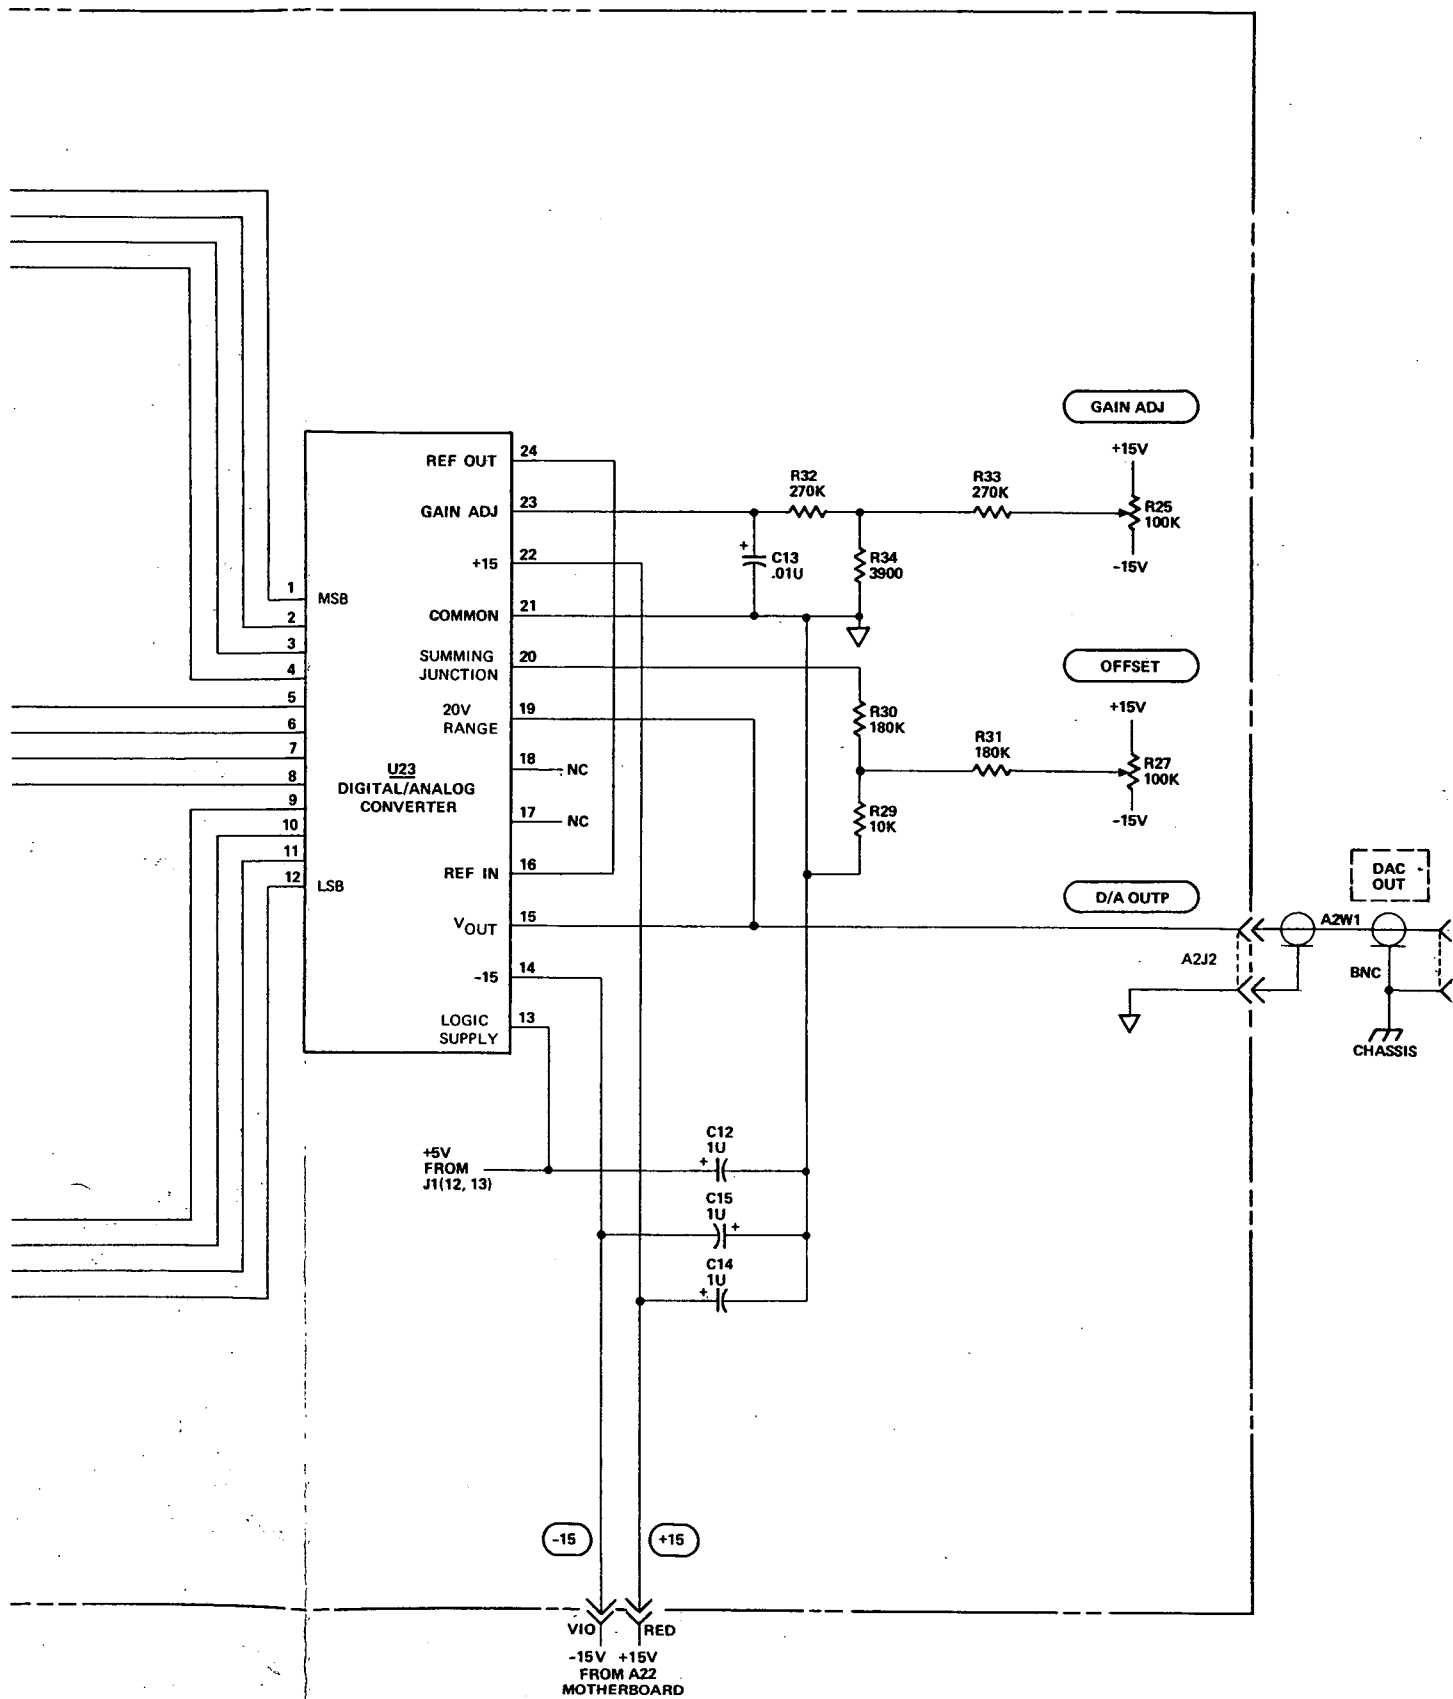 GAIN ADJ
+15V
R25
100K
-15V
R32
270K
R33
270K
+
C13
.01U
R34
3900
REF OUT
24
GAIN ADJ
23
+15
22
COMMON
21
SUMMING
JUNCTION
20
20V
RANGE
19
18
NC
17
NC
REF IN
16
VOUT
15
-15
14
LOGIC
SUPPLY
13
U23
DIGITAL/ANALOG
CONVERTER
1
MSB
2
3
4
5
6
7
8
9
10
11
12
LSB
OFFSET
+15V
R27
100K
-15V
R30
180K
R31
180K
R29
10K
D/A OUTP
DAC
OUT
A2W1
A2J2
BNC
CHASSIS
+5V
FROM
J1(12, 13)
C12
1U
+
C15
1U
+
C14
1U
+
-15
+15
VIO
RED
-15V +15V
FROM A22
MOTHERBOARD